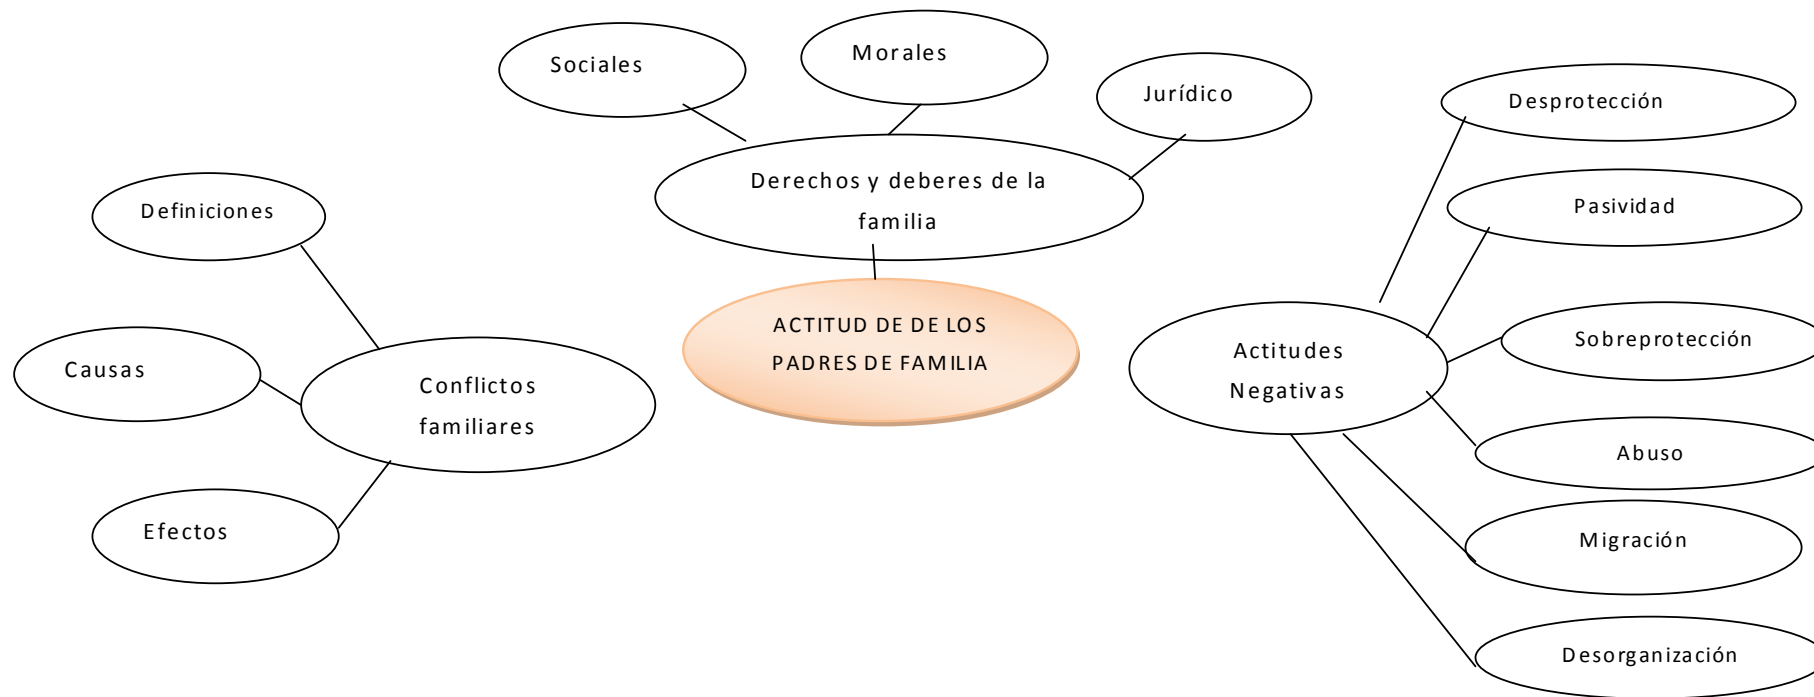 Morales
Sociales
Jurídico
Desprotección
Derechos y deberes de la
familia
Definiciones
Pasividad
ACTITUD DE DE LOS
PADRES DE FAMILIA
Actitudes
Negativas
Sobreprotección
Causas
Conflictos
familiares
Abuso
Efectos
Migración
Desorganización